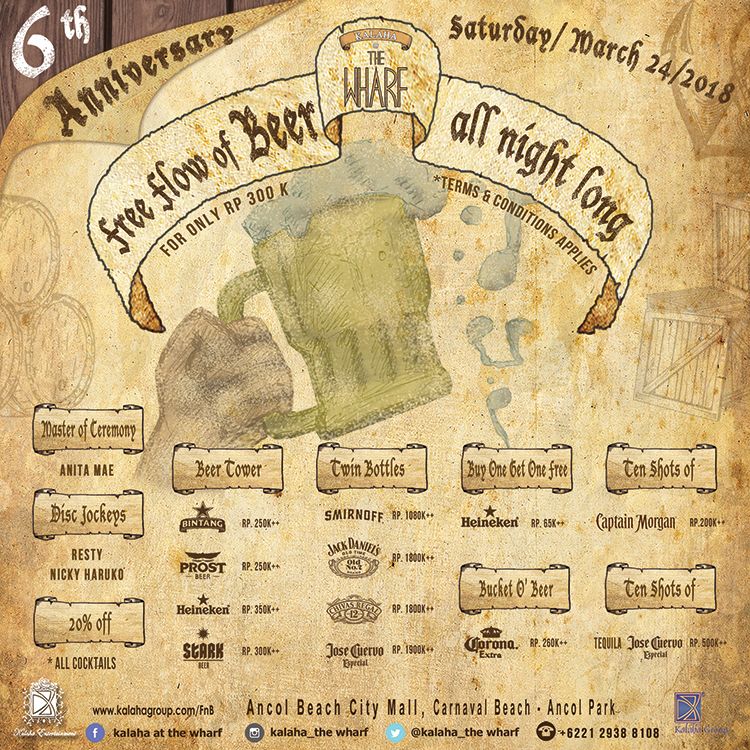 6th
Anniversary
KALAHA
@
THE
WHARF
Saturday/ March 24/2018
free flow of Beer
all night long
FOR ONLY RP 300 K
*TERMS & CONDITIONS APPLIES
Master of Ceremony
ANITA MAE
Disc Jockeys
RESTY
NICKY HARUKO
20% off
* ALL COCKTAILS
Beer Tower
BINTANG RP. 250K++
PROST BEER RP. 250K++
Heineken RP. 350K++
STARK BEER RP. 300K++
Twin Bottles
SMIRNOFF RP. 1080K++
JACK DANIEL'S OLD TIME Old No.7 RP. 1800K++
CHIVAS REGAL 12 RP. 1800K++
Jose Cuervo Especial RP. 1900K++
Buy One Get One Free
Heineken RP. 65K++
Bucket O' Beer
Corona Extra RP. 260K++
Ten Shots of
Captain Morgan RP.200K++
Ten Shots of
TEQUILA Jose Cuervo Especial RP. 500K++
Kalaha Entertainment
www.kalahagroup.com/FnB
Ancol Beach City Mall, Carnaval Beach - Ancol Park
kalaha at the wharf
kalaha_the wharf
@kalaha_the wharf
+6221 2938 8108
KalahaGroup